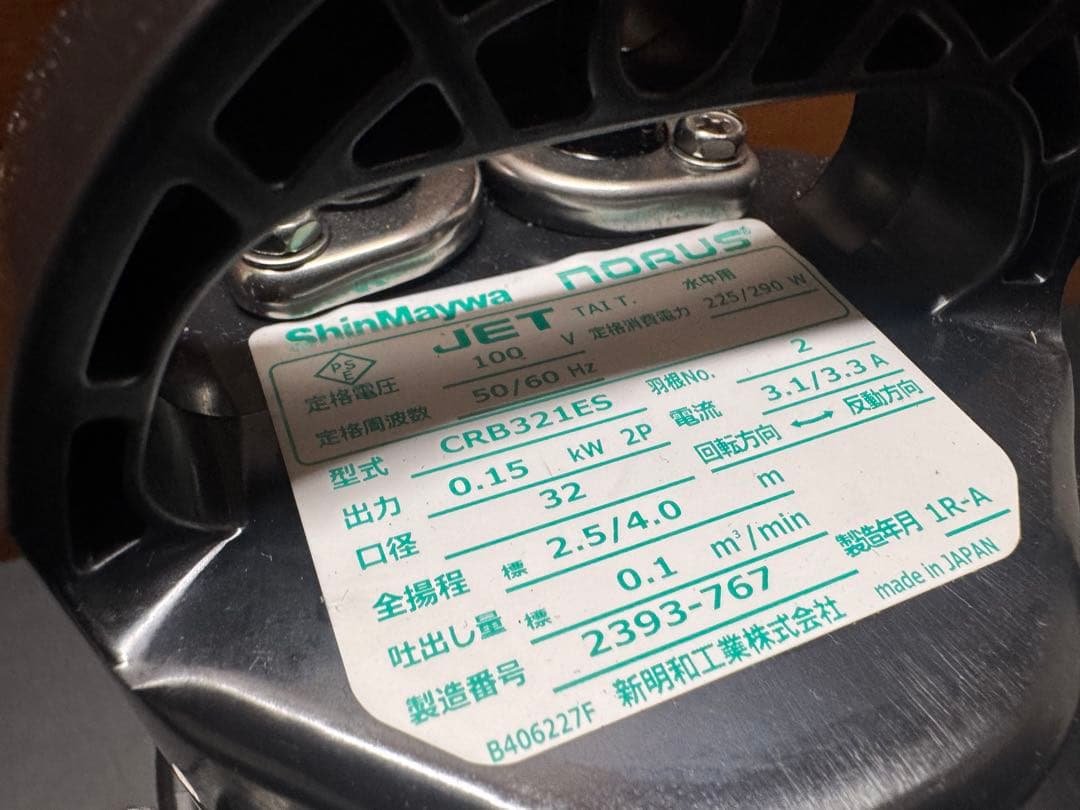 ShinMaywa NORUS®
PSE JET TAI T. 水中用
定格電圧 100 V 定格消費電力 225/290 W
定格周波数 50/60 Hz
型式 CRB321ES 羽根No. 2
出力 0.15 kW 2P 電流 3.1/3.3 A
口径 32 回転方向 ←→ 反動方向
全揚程 標 2.5/4.0 m
吐出し量 標 0.1 m³/min
製造番号 2393-767 製造年月 1R-A
B406227F 新明和工業株式会社 made in JAPAN